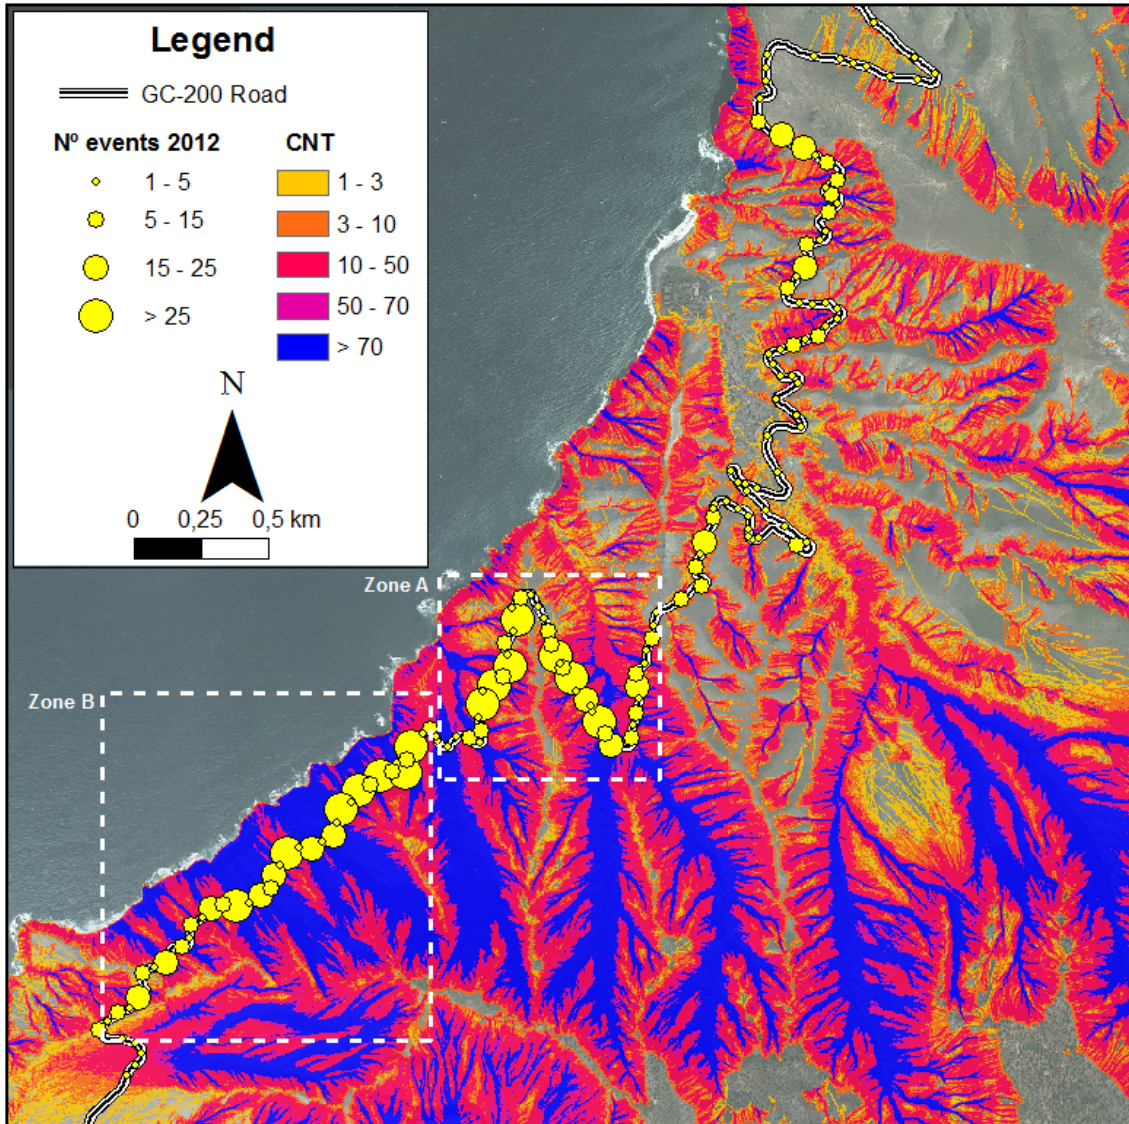 Legend
GC-200 Road
Nº events 2012
CNT
1 - 5
1 - 3
5 - 15
3 - 10
15 - 25
10 - 50
> 25
50 - 70
> 70
N
0 0,25 0,5 km
Zone A
Zone B